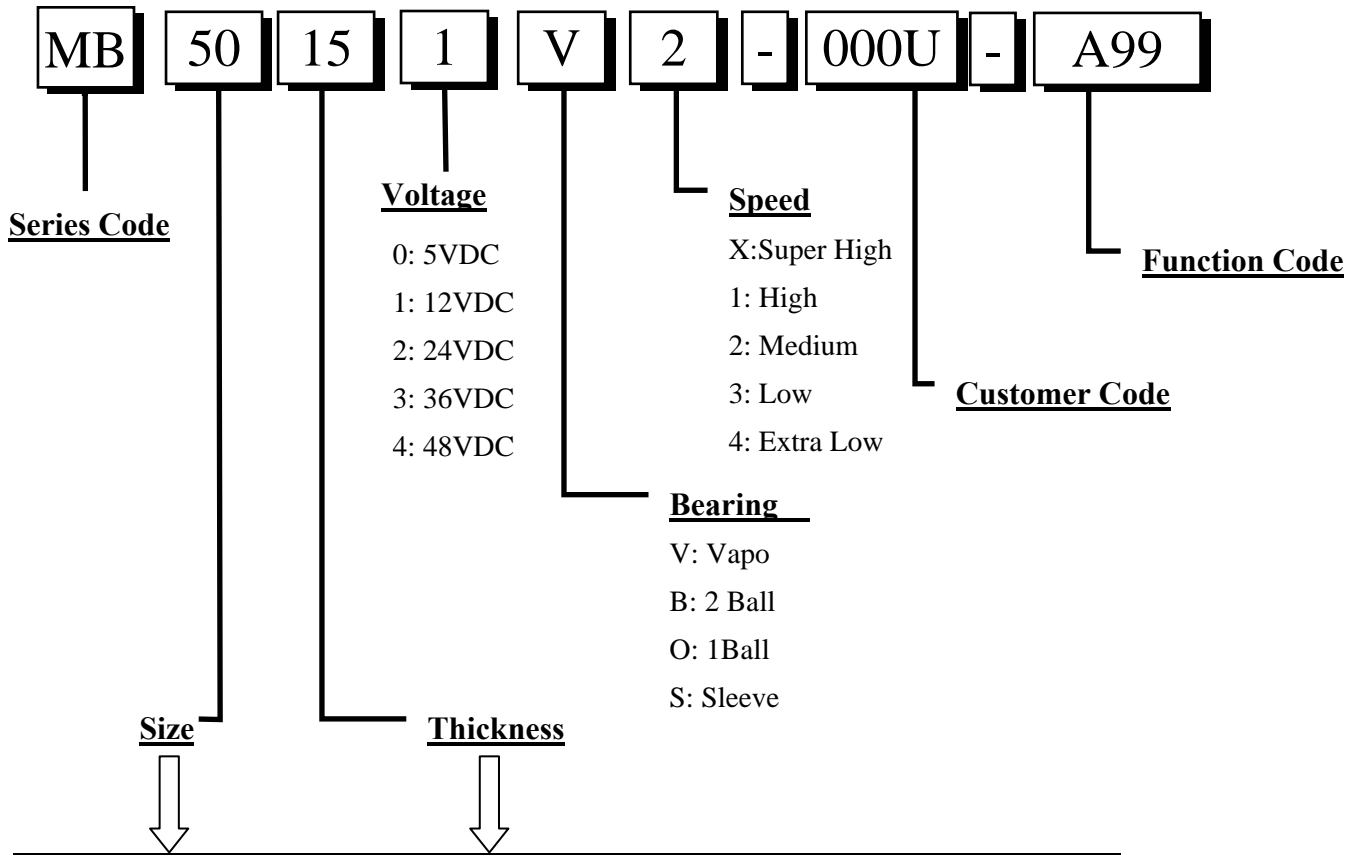 MB 50 15 1 V 2 - 000U - A99
Series Code
Voltage
0: 5VDC
1: 12VDC
2: 24VDC
3: 36VDC
4: 48VDC
Speed
X:Super High
1: High
2: Medium
3: Low
4: Extra Low
Function Code
Customer Code
Bearing
V: Vapo
B: 2 Ball
O: 1Ball
S: Sleeve
Size
Thickness